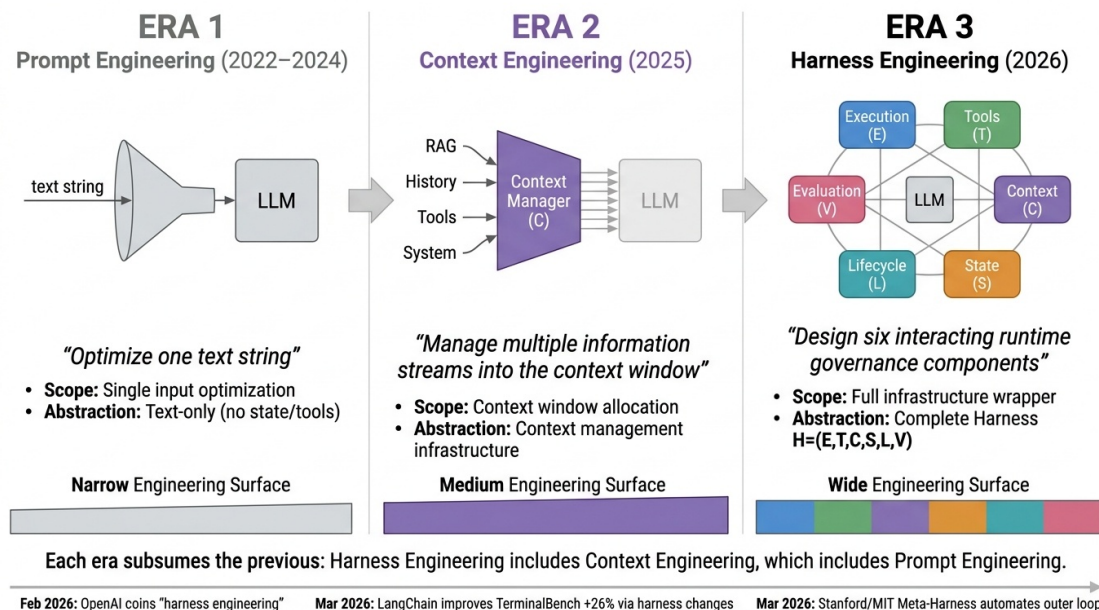 ERA 1
Prompt Engineering (2022–2024)
text string
LLM
“Optimize one text string”
• Scope: Single input optimization
• Abstraction: Text-only (no state/tools)
Narrow Engineering Surface
ERA 2
Context Engineering (2025)
RAG
History
Tools
System
Context
Manager
(C)
LLM
“Manage multiple information
streams into the context window”
• Scope: Context window allocation
• Abstraction: Context management
infrastructure
Medium Engineering Surface
ERA 3
Harness Engineering (2026)
Execution
(E)
Tools
(T)
Evaluation
(V)
LLM
Context
(C)
Lifecycle
(L)
State
(S)
“Design six interacting runtime
governance components”
• Scope: Full infrastructure wrapper
• Abstraction: Complete Harness
H=(E,T,C,S,L,V)
Wide Engineering Surface
Each era subsumes the previous: Harness Engineering includes Context Engineering, which includes Prompt Engineering.
Feb 2026: OpenAI coins “harness engineering”
Mar 2026: LangChain improves TerminalBench +26% via harness changes
Mar 2026: Stanford/MIT Meta-Harness automates outer loop